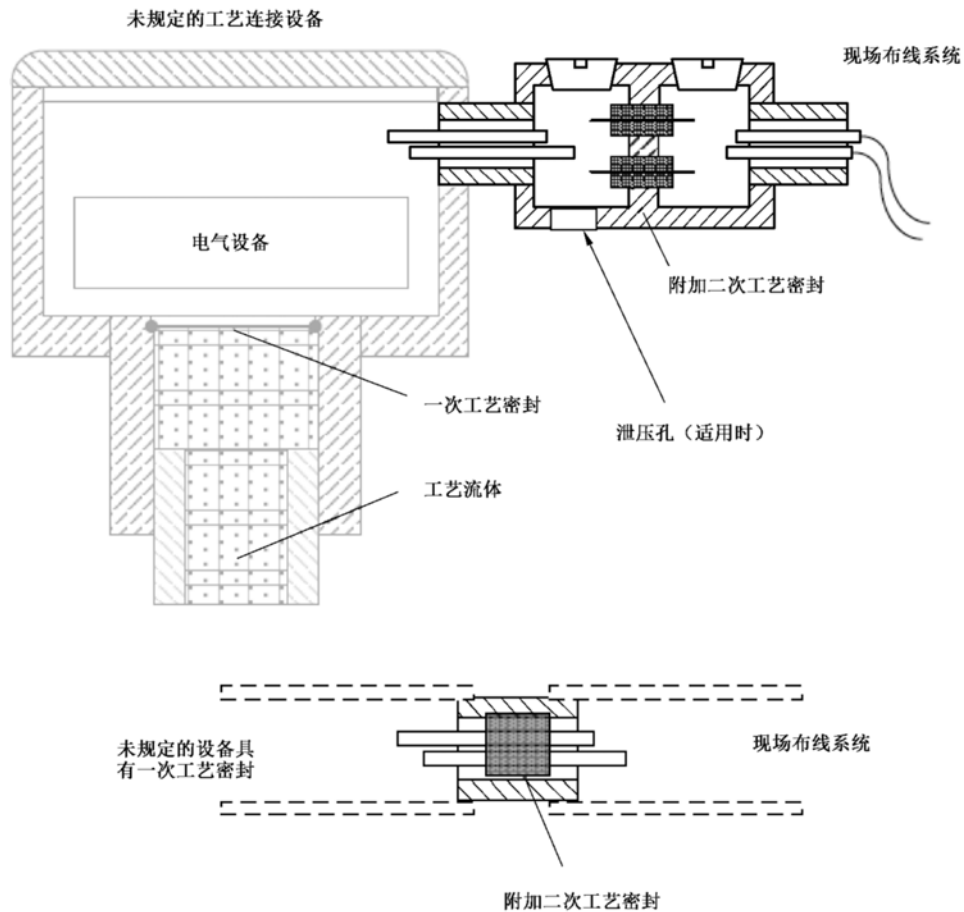 未规定的工艺连接设备
现场布线系统
电气设备
附加二次工艺密封
一次工艺密封
泄压孔（适用时）
工艺流体
未规定的设备具
有一次工艺密封
现场布线系统
附加二次工艺密封